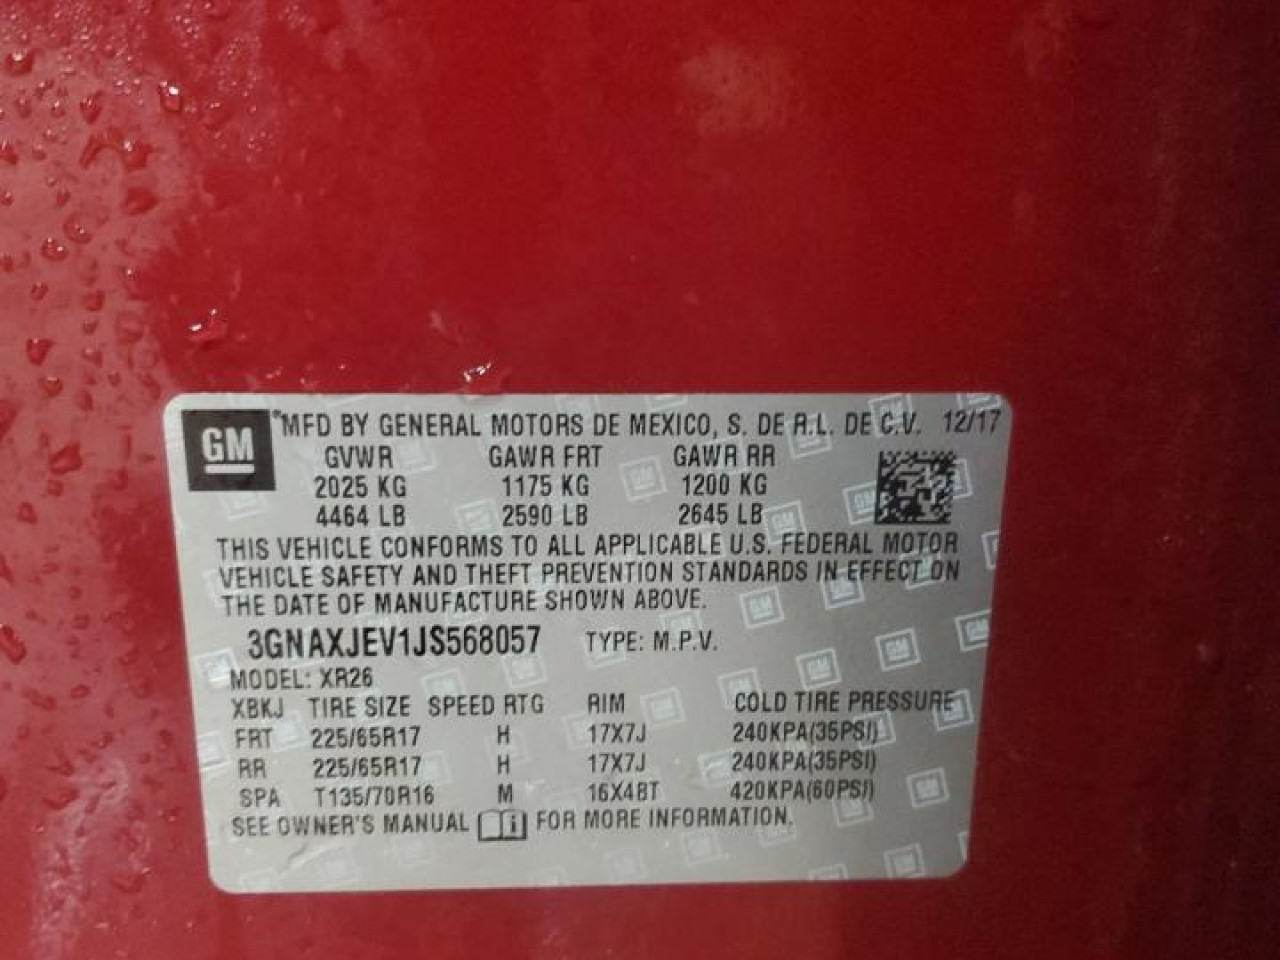 GM
MFD BY GENERAL MOTORS DE MEXICO, S. DE R.L. DE C.V. 12/17
GVWR GAWR FRT GAWR RR
2025 KG 1175 KG 1200 KG
4464 LB 2590 LB 2645 LB
THIS VEHICLE CONFORMS TO ALL APPLICABLE U.S. FEDERAL MOTOR
VEHICLE SAFETY AND THEFT PREVENTION STANDARDS IN EFFECT ON
THE DATE OF MANUFACTURE SHOWN ABOVE.
3GNAXJEV1JS568057 TYPE: M.P.V.
MODEL: XR26
XBKJ TIRE SIZE SPEED RTG RIM COLD TIRE PRESSURE
FRT 225/65R17 H 17X7J 240KPA(35PSI)
RR 225/65R17 H 17X7J 240KPA(35PSI)
SPA T135/70R16 M 16X4BT 420KPA(60PSI)
SEE OWNER'S MANUAL FOR MORE INFORMATION.